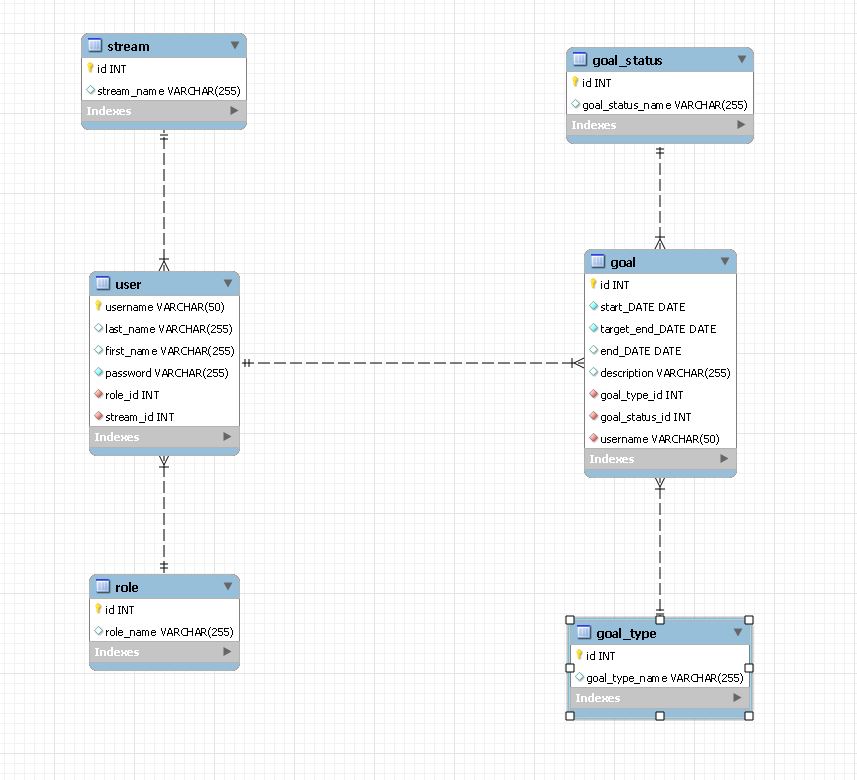 stream
id INT
stream_name VARCHAR(255)
Indexes
goal_status
id INT
goal_status_name VARCHAR(255)
Indexes
user
username VARCHAR(50)
last_name VARCHAR(255)
first_name VARCHAR(255)
password VARCHAR(255)
role_id INT
stream_id INT
Indexes
goal
id INT
start_DATE DATE
target_end_DATE DATE
end_DATE DATE
description VARCHAR(255)
goal_type_id INT
goal_status_id INT
username VARCHAR(50)
Indexes
role
id INT
role_name VARCHAR(255)
Indexes
goal_type
id INT
goal_type_name VARCHAR(255)
Indexes